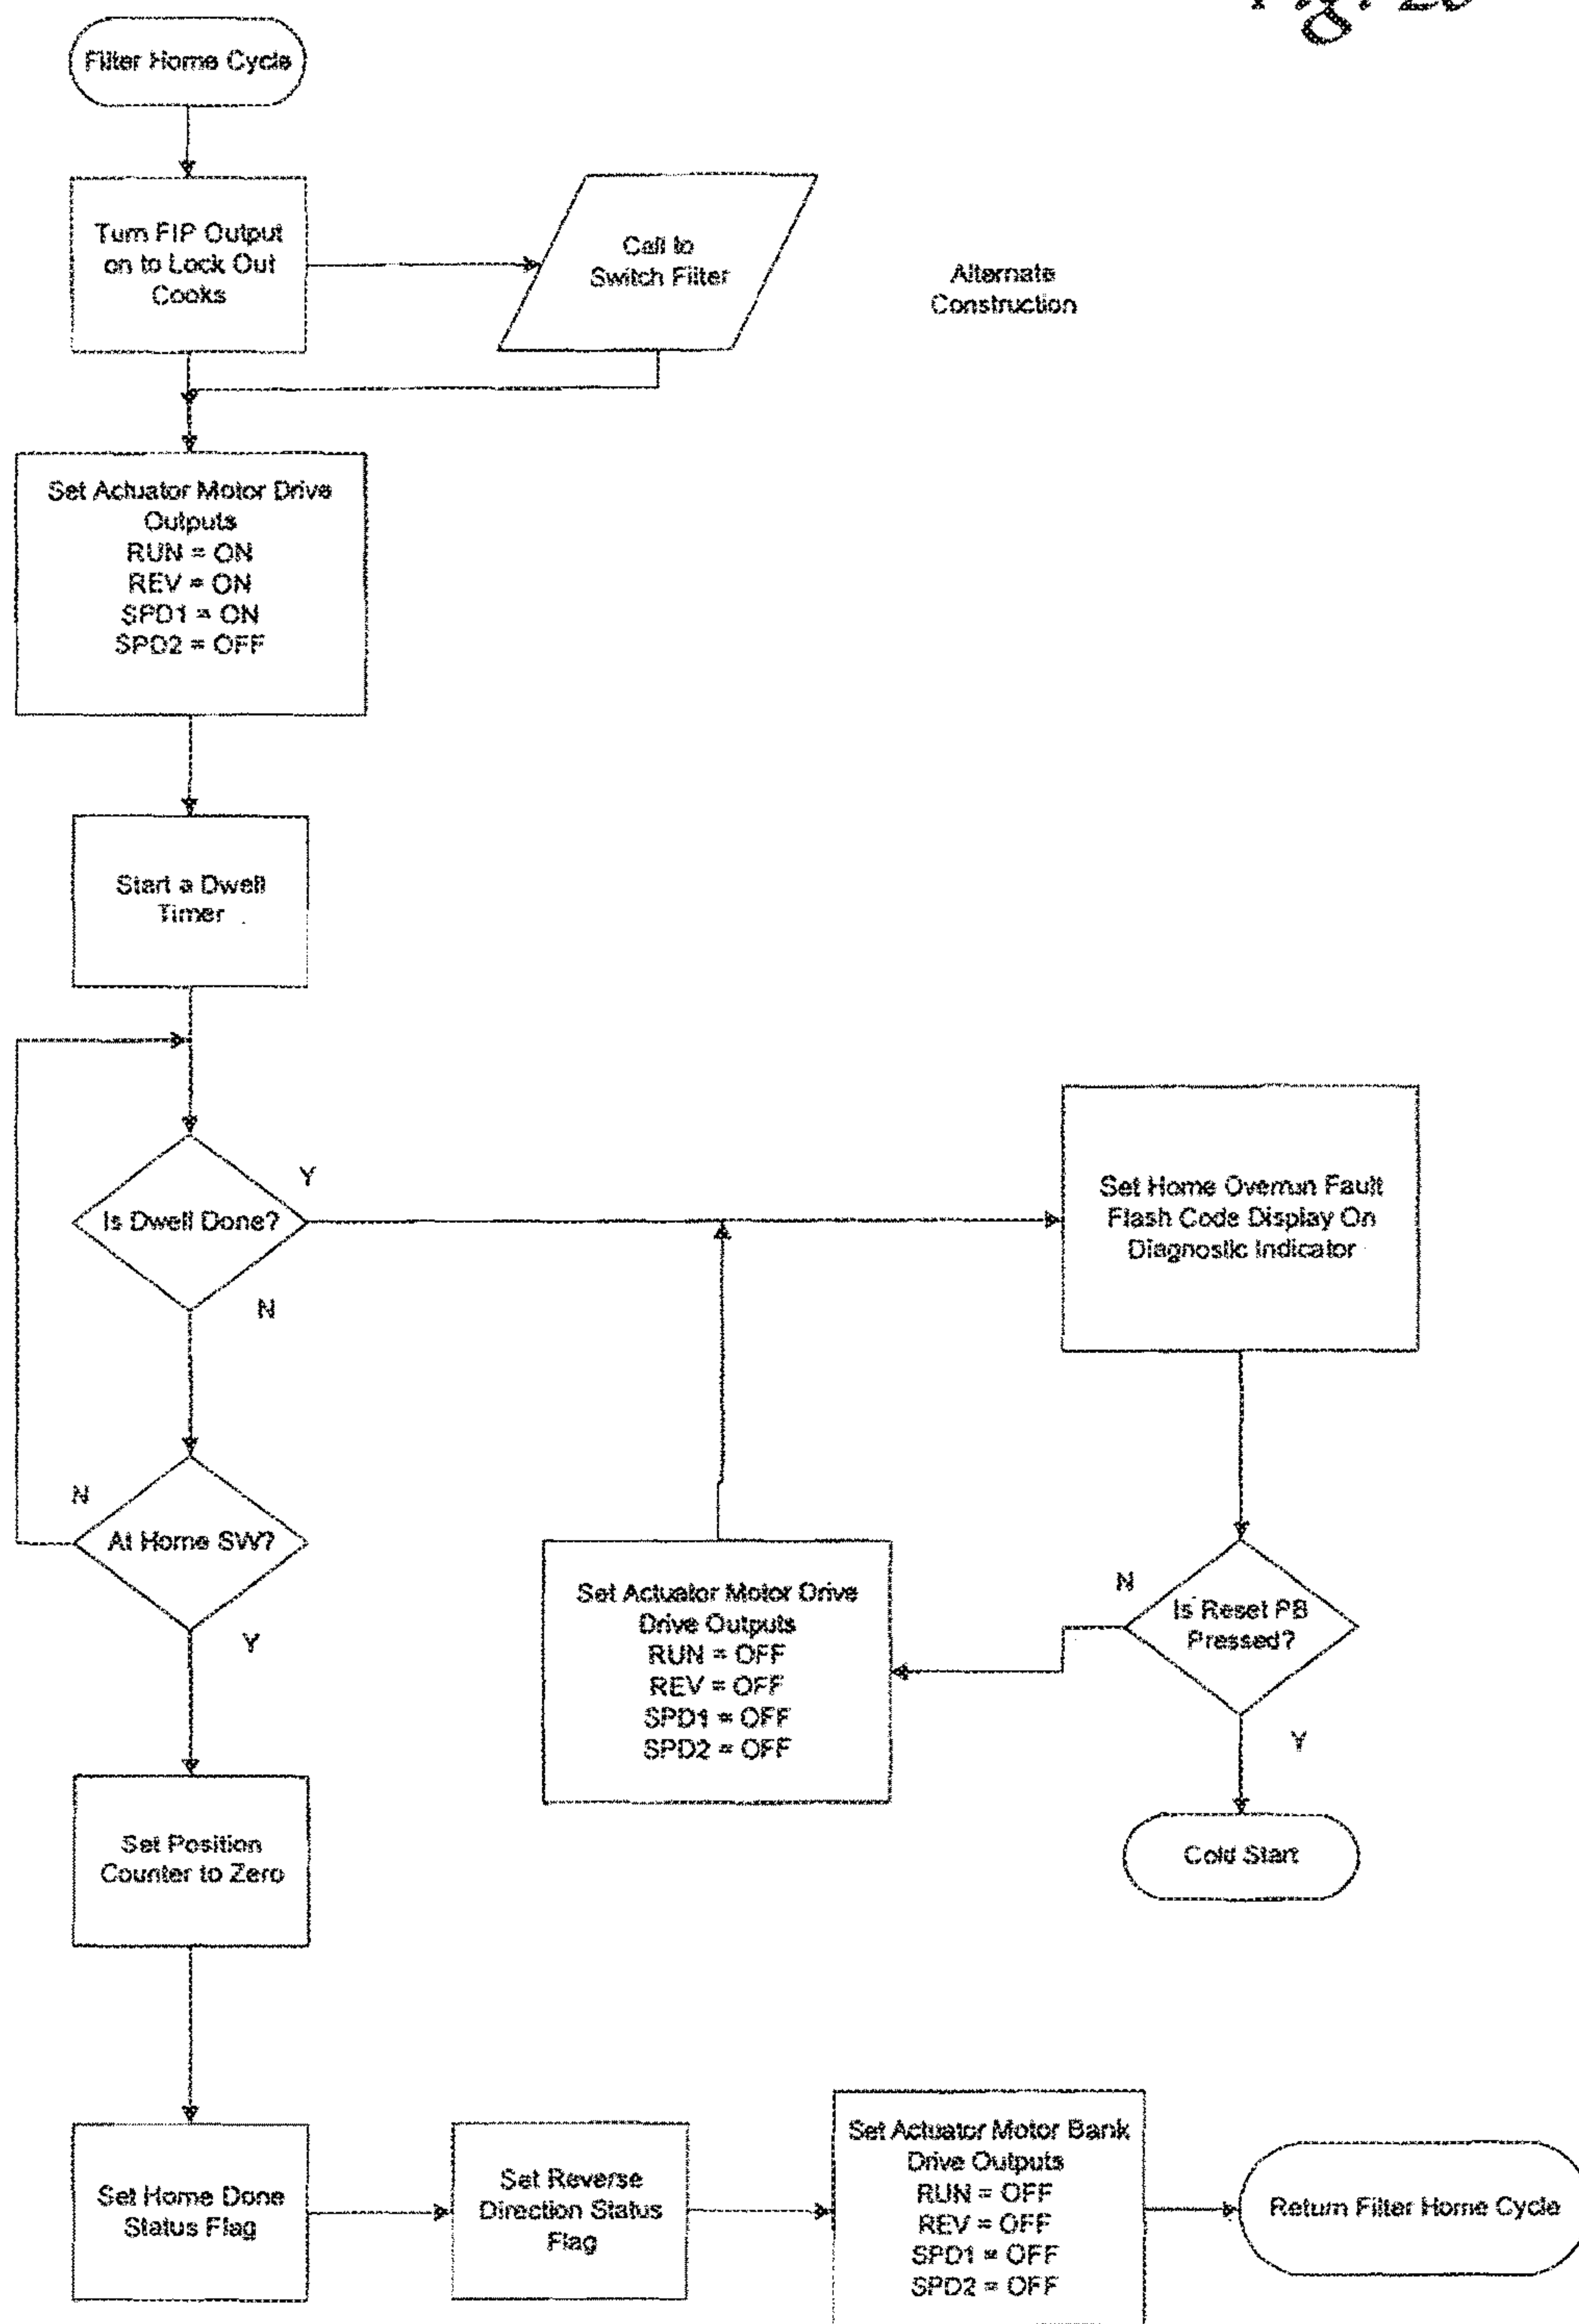 Filter Home Cycle
Turn FIP Output
on to Lock Out
Cooks
Call to
Switch Filter
Alternate
Construction
Set Actuator Motor Drive
Outputs
RUN = ON
REV = ON
SPD1 = ON
SPD2 = OFF
Start a Dwell
Timer
Is Dwell Done?
Y
N
Set Home Overrun Fault
Flash Code Display On
Diagnostic Indicator
At Home SW?
N
Y
Set Actuator Motor Drive
Drive Outputs
RUN = OFF
REV = OFF
SPD1 = OFF
SPD2 = OFF
N
Is Reset PB
Pressed?
Y
Cold Start
Set Position
Counter to Zero
Set Home Done
Status Flag
Set Reverse
Direction Status
Flag
Set Actuator Motor Bank
Drive Outputs
RUN = OFF
REV = OFF
SPD1 = OFF
SPD2 = OFF
Return Filter Home Cycle